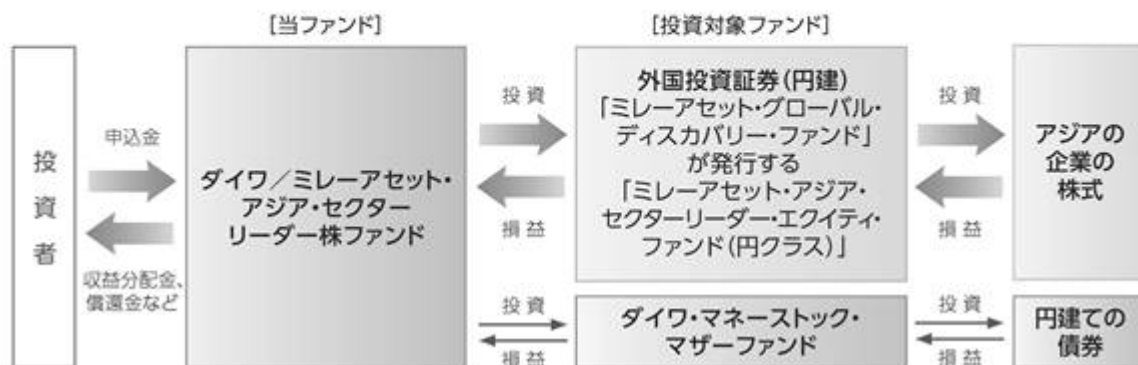 [当ファンド]
[投資対象ファンド]
投資者
申込金
収益分配金、
償還金など
ダイワ/ミレーアセット・
アジア・セクター
リーダー株ファンド
投資
損益
外国投資証券(円建)
「ミレーアセット・グローバル・
ディスカバリー・ファンド」
が発行する
「ミレーアセット・アジア・
セクターリーダー・エクイティ・
ファンド(円クラス)」
投資
損益
アジアの
企業の
株式
投資
損益
ダイワ・マネーストック・
マザーファンド
投資
損益
円建ての
債券